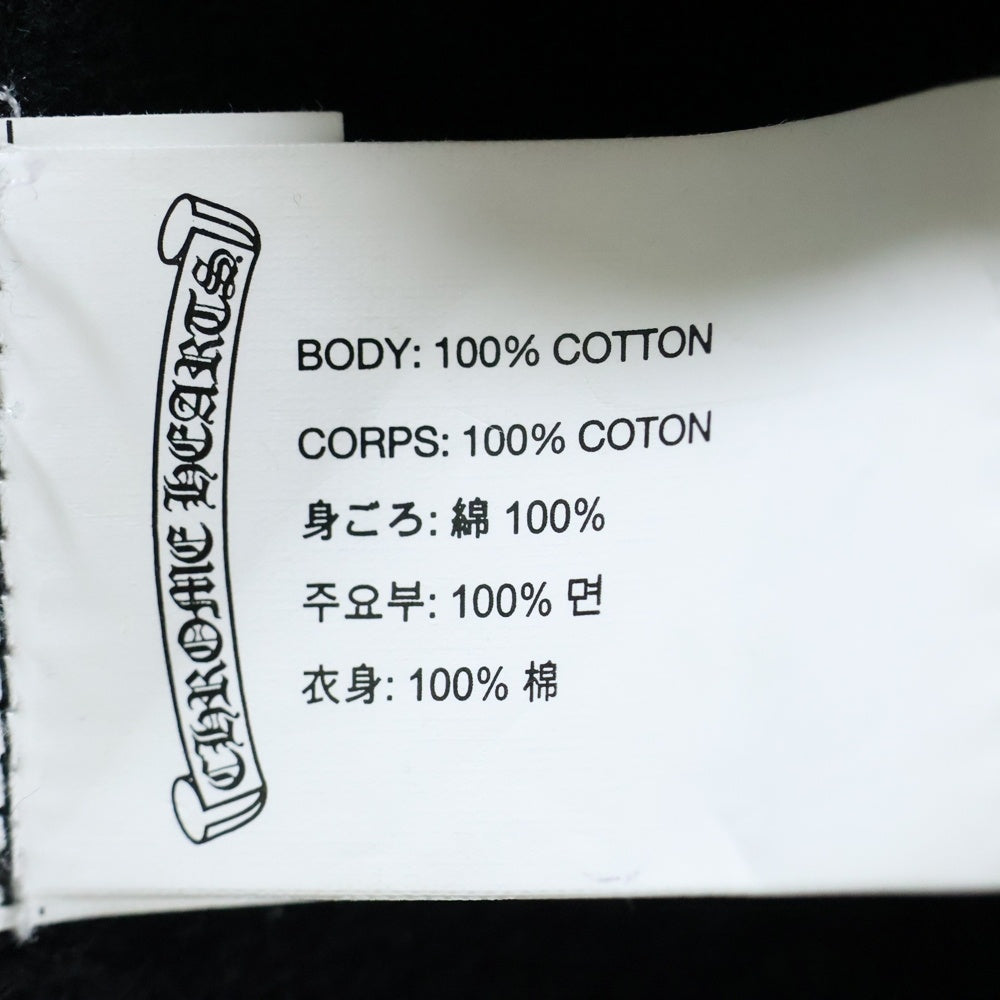 CHROME HEARTS
BODY: 100% COTTON
CORPS: 100% COTON
身ごろ: 綿 100%
주요부: 100% 면
衣身: 100% 棉